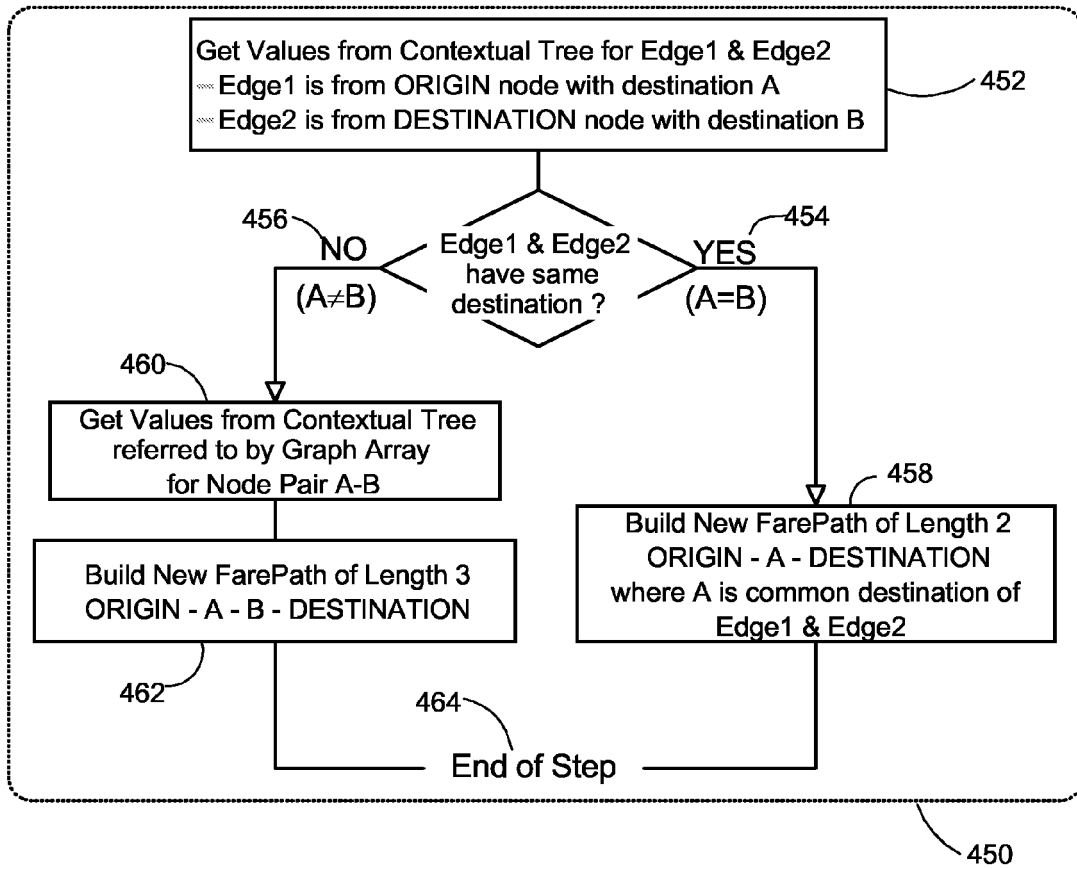 Get Values from Contextual Tree for Edge1 & Edge2
Edge1 is from ORIGIN node with destination A
Edge2 is from DESTINATION node with destination B
452
456
454
NO
Edge1 & Edge2
have same
destination ?
YES
(A≠B)
(A=B)
460
Get Values from Contextual Tree
referred to by Graph Array
for Node Pair A-B
458
Build New FarePath of Length 2
ORIGIN - A - DESTINATION
where A is common destination of
Edge1 & Edge2
Build New FarePath of Length 3
ORIGIN - A - B - DESTINATION
462
464
End of Step
450